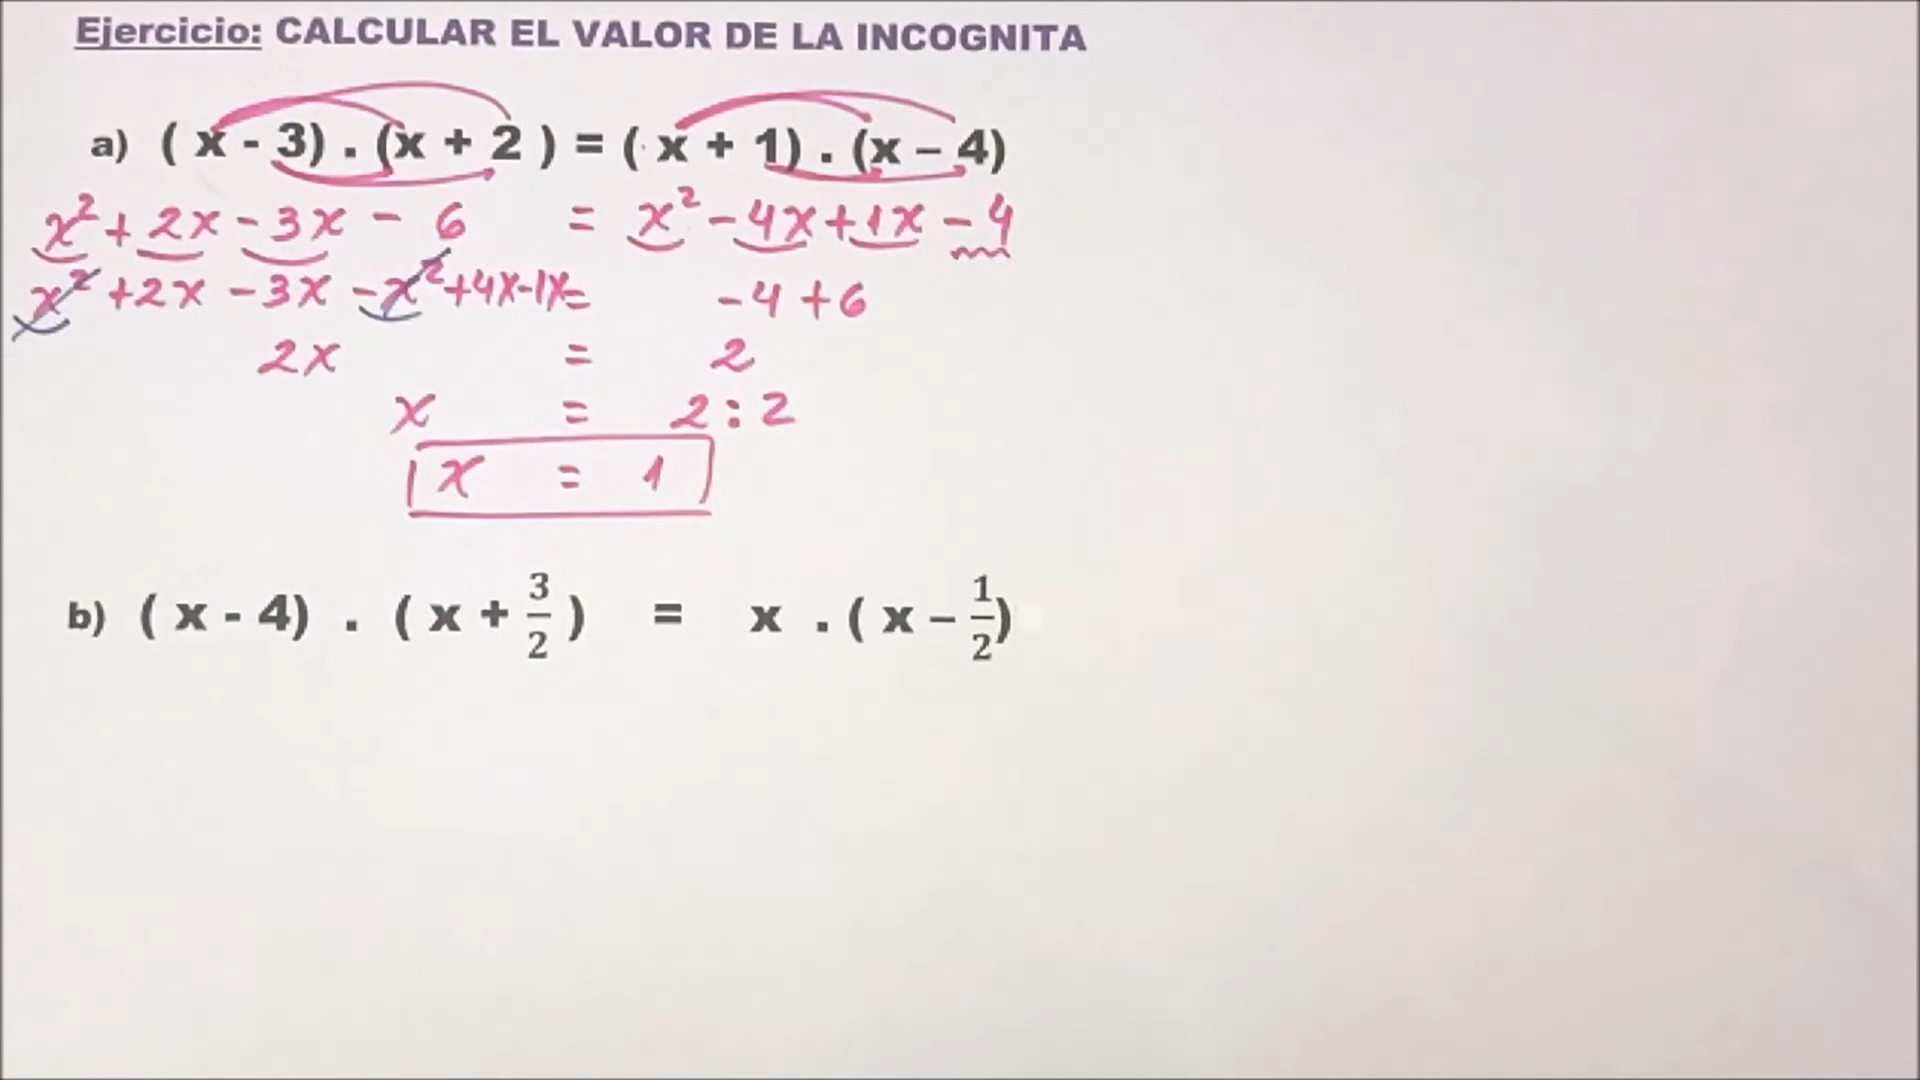 Ejercicio: CALCULAR EL VALOR DE LA INCOGNITA
a) ( x - 3) . (x + 2 ) = ( x + 1) . (x – 4)
x² + 2x - 3x - 6 = x² - 4x + 1x - 4
x² + 2x - 3x - x² + 4x - 1x = - 4 + 6
2x = 2
x = 2 : 2
x = 1
b) ( x - 4) . ( x + 3/2 ) = x . ( x – 1/2)